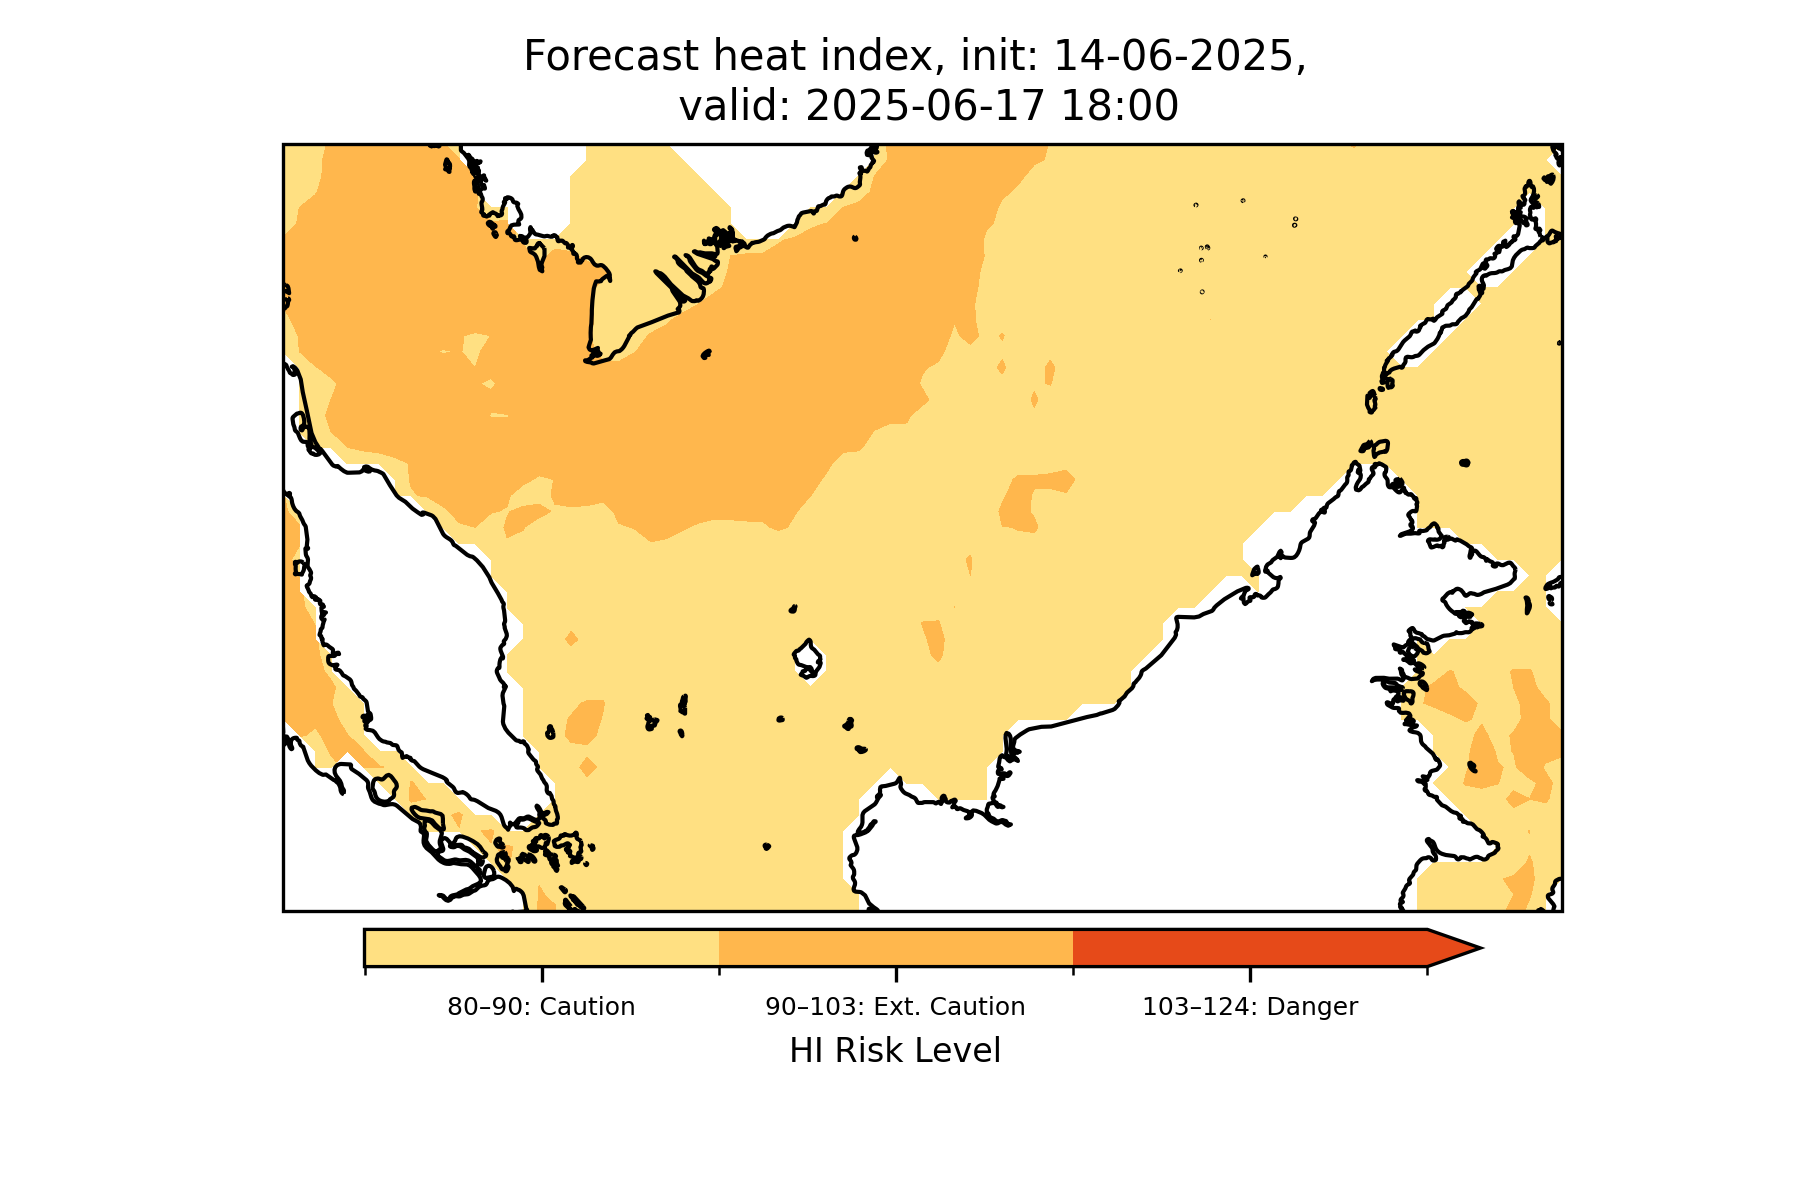 Forecast heat index, init: 14-06-2025,
valid: 2025-06-17 18:00
80–90: Caution
90–103: Ext. Caution
103–124: Danger
HI Risk Level